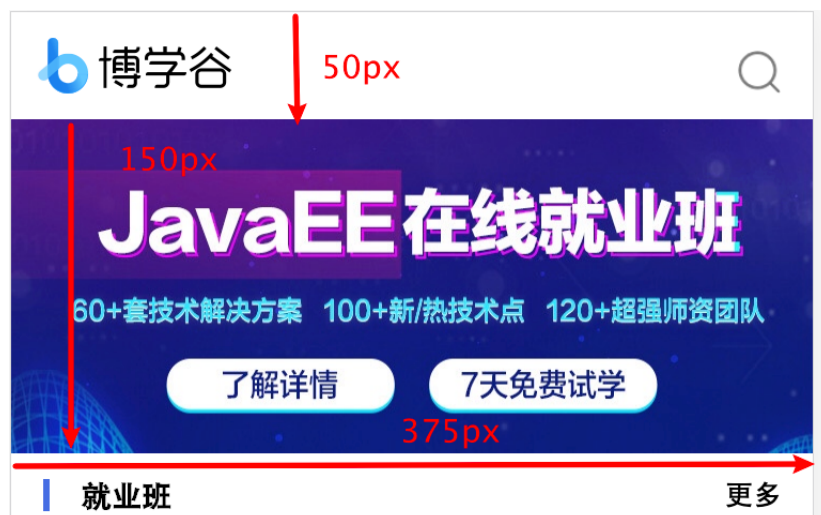 博学谷
50px
150px
JavaEE在线就业班
60+套技术解决方案 100+新/热技术点 120+超强师资团队
了解详情 7天免费试学
375px
就业班 更多